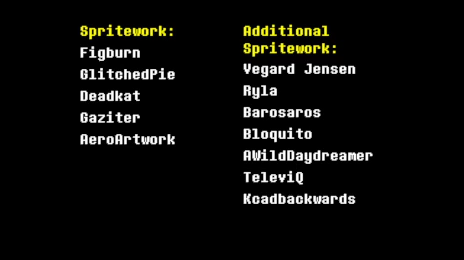 Spritework:
Figburn
GlitchedPie
Deadkat
Gaziter
AeroArtwork
Additional
Spritework:
Vegard Jensen
Ryla
Barosaros
Bloquito
AWildDaydreamer
TeleviQ
Kcadbackwards